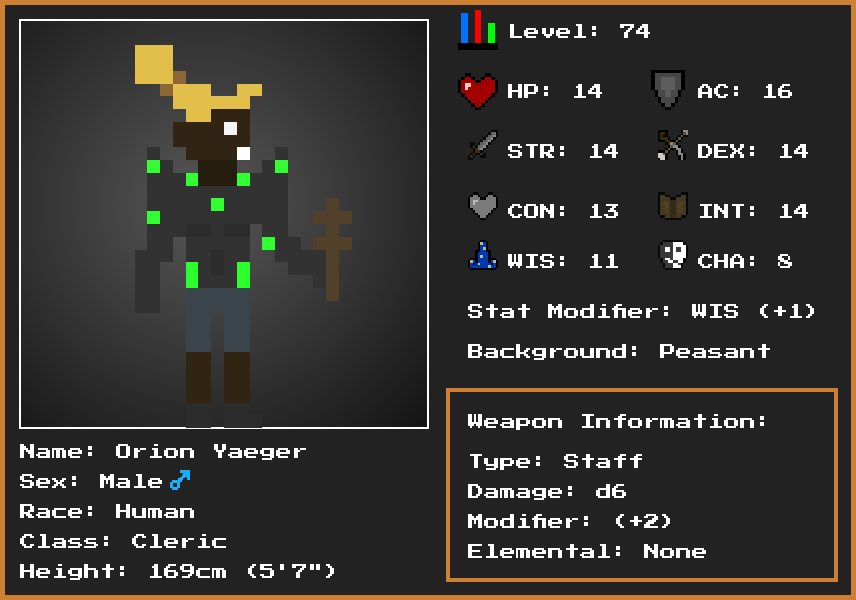 Level: 74
HP: 14 AC: 16
STR: 14 DEX: 14
CON: 13 INT: 14
WIS: 11 CHA: 8
Stat Modifier: WIS (+1)
Background: Peasant
Weapon Information:
Type: Staff
Damage: d6
Modifier: (+2)
Elemental: None
Name: Orion Yaeger
Sex: Male♂
Race: Human
Class: Cleric
Height: 169cm (5'7")